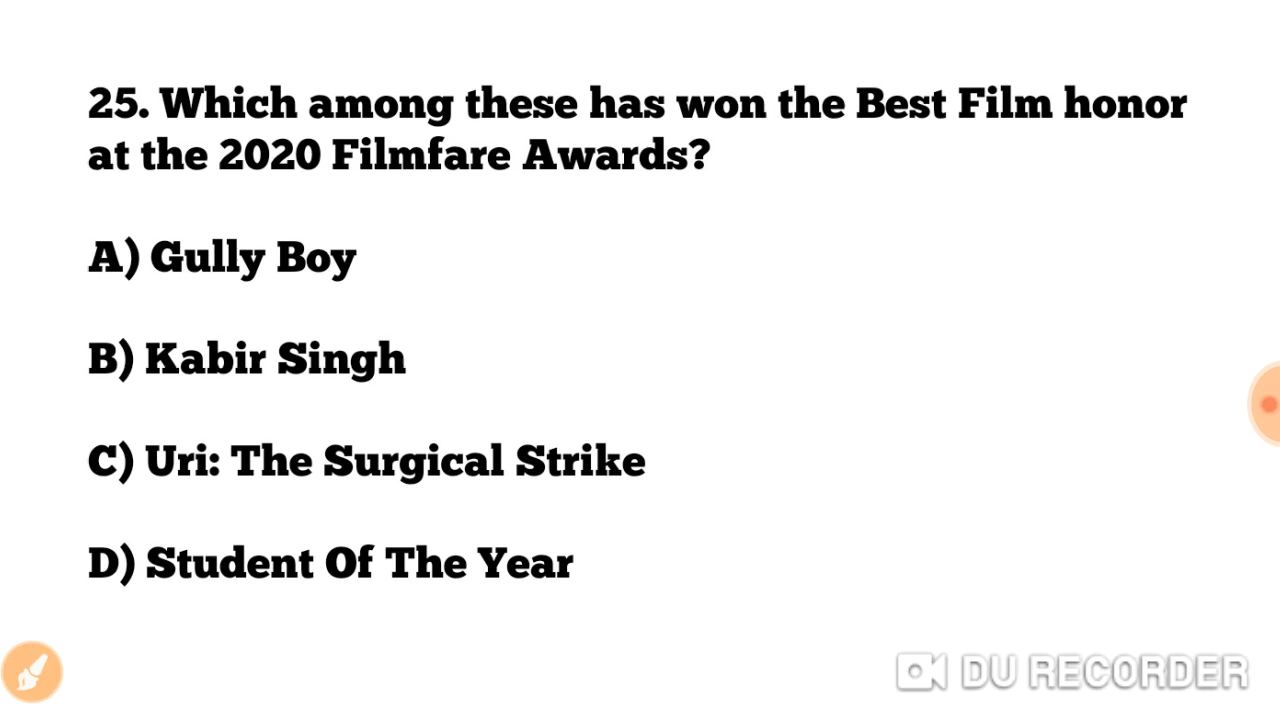 25. Which among these has won the Best Film honor
at the 2020 Filmfare Awards?
A) Gully Boy
B) Kabir Singh
C) Uri: The Surgical Strike
D) Student Of The Year
DU RECORDER